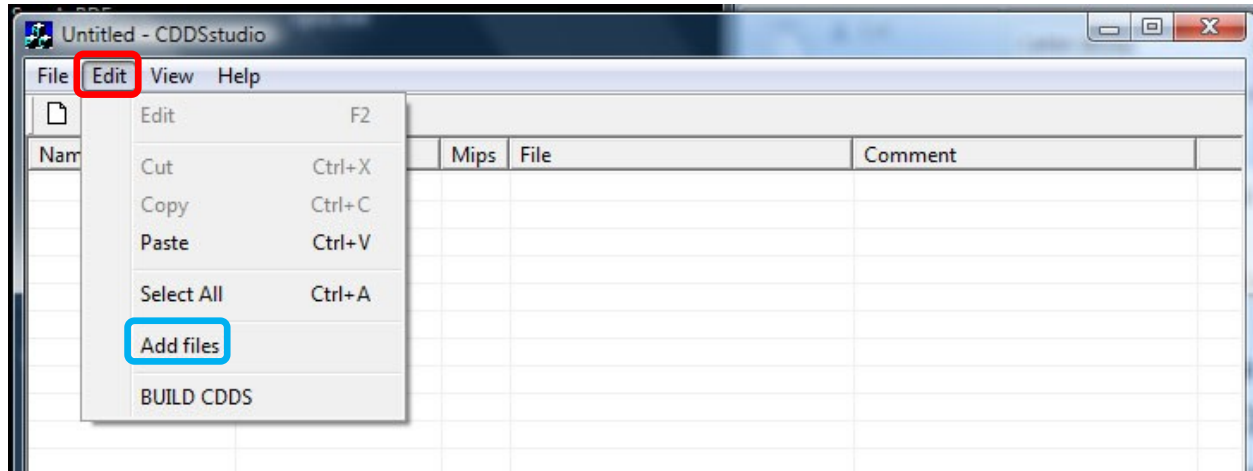 Untitled - CDDSstudio
File Edit View Help
Edit F2
Nam Mips File Comment
Cut Ctrl+X
Copy Ctrl+C
Paste Ctrl+V
Select All Ctrl+A
Add files
BUILD CDDS